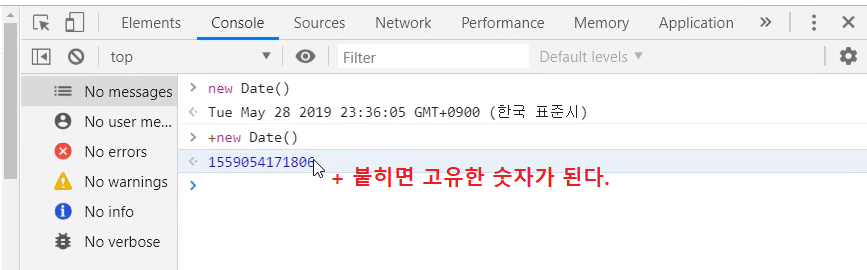 Elements Console Sources Network Performance Memory Application »
top Filter Default levels
No messages
No user me...
No errors
No warnings
No info
No verbose
> new Date()
Tue May 28 2019 23:36:05 GMT+0900 (한국 표준시)
> +new Date()
1559054171806
>
+ 붙히면 고유한 숫자가 된다.